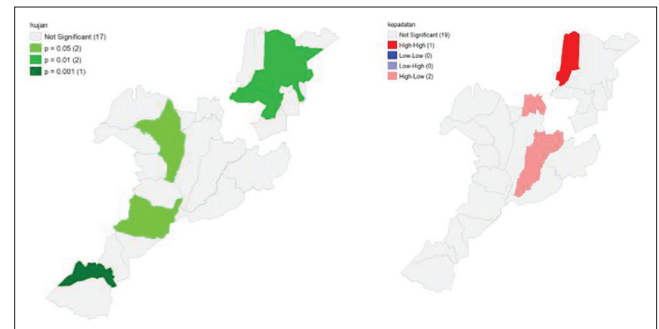 hujan
Not Significant (17)
p = 0.05 (2)
p = 0.01 (2)
p = 0.001 (1)
kepadatan
Not Significant (19)
High-High (1)
Low-Low (0)
Low-High (0)
High-Low (2)